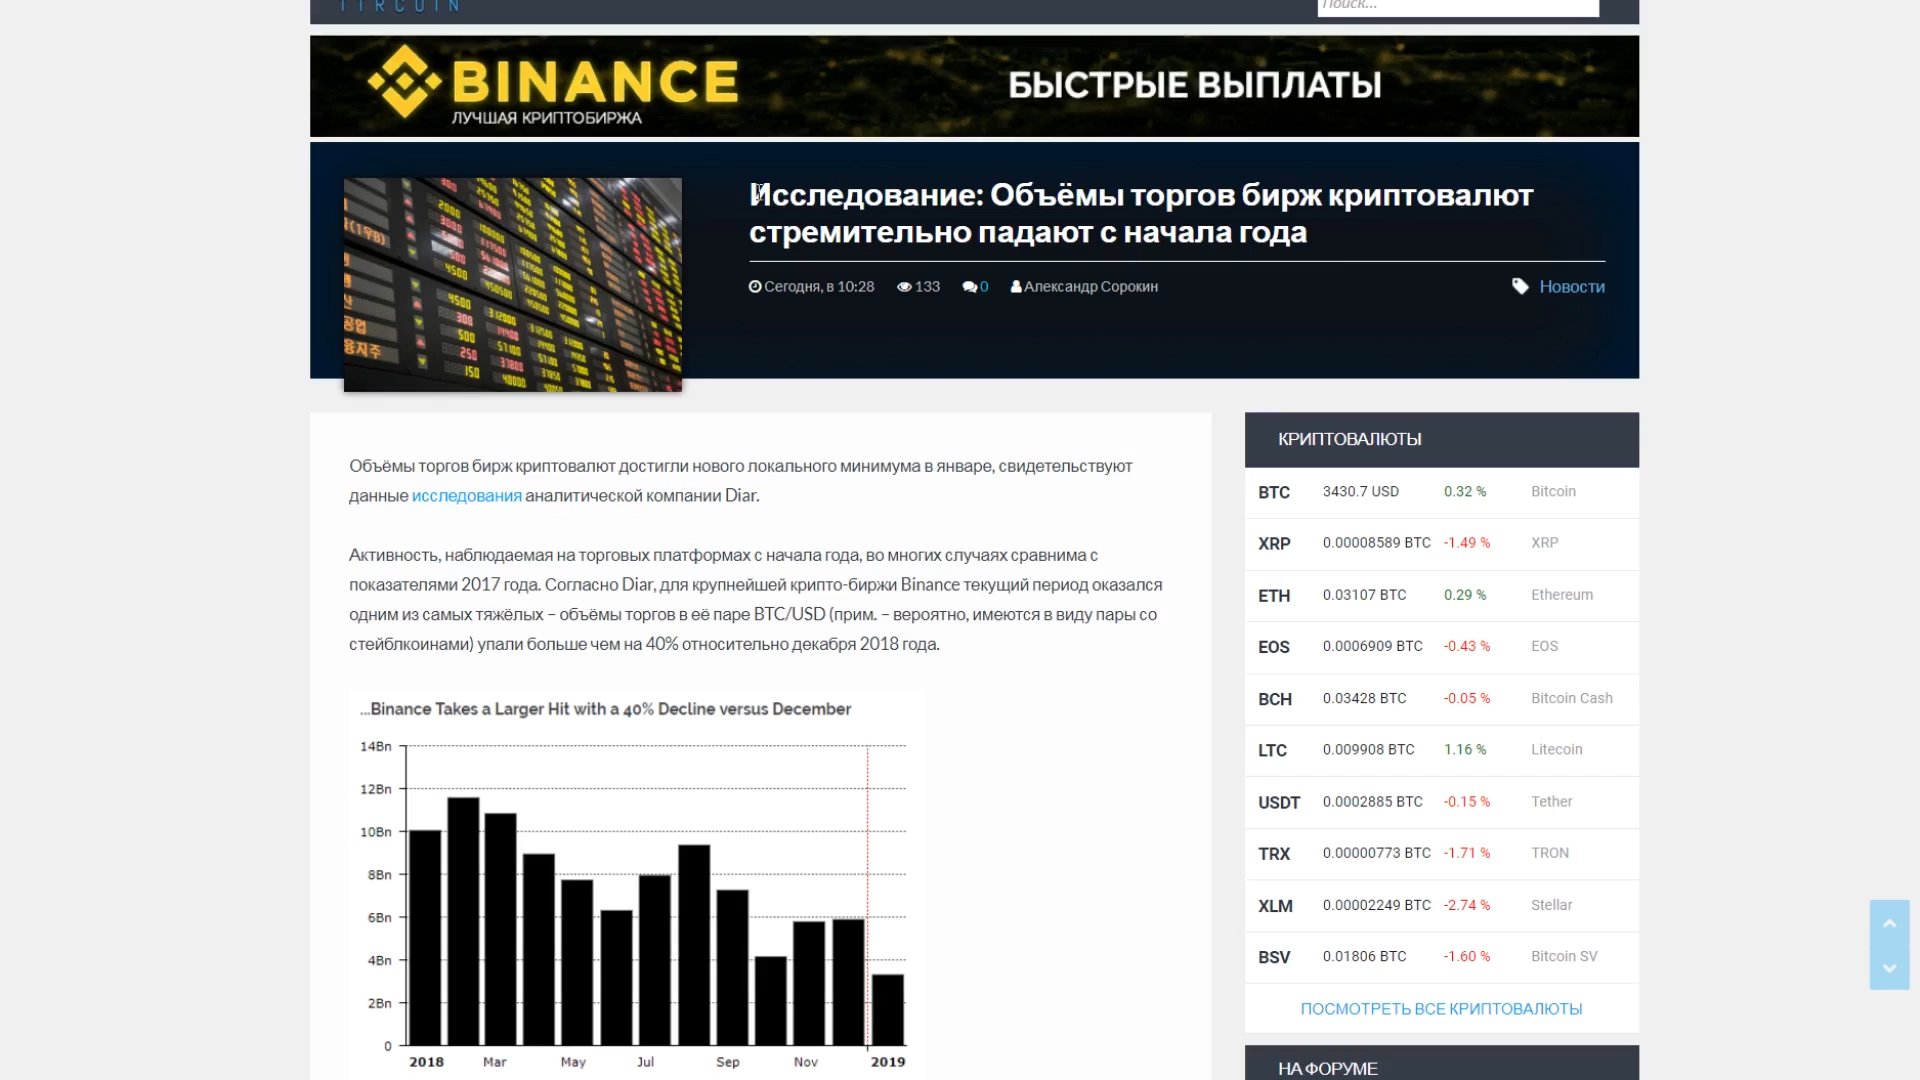 Поиск...
BINANCE
ЛУЧШАЯ КРИПТОБИРЖА
БЫСТРЫЕ ВЫПЛАТЫ
Исследование: Объёмы торгов бирж криптовалют
стремительно падают с начала года
Сегодня, в 10:28 133 0 Александр Сорокин
Новости
Объёмы торгов бирж криптовалют достигли нового локального минимума в январе, свидетельствуют
данные исследования аналитической компании Diar.
Активность, наблюдаемая на торговых платформах с начала года, во многих случаях сравнима с
показателями 2017 года. Согласно Diar, для крупнейшей крипто-биржи Binance текущий период оказался
одним из самых тяжёлых – объёмы торгов в её паре BTC/USD (прим. – вероятно, имеются в виду пары со
стейблкоинами) упали больше чем на 40% относительно декабря 2018 года.
...Binance Takes a Larger Hit with a 40% Decline versus December
14Bn
12Bn
10Bn
8Bn
6Bn
4Bn
2Bn
0
2018 Mar May Jul Sep Nov 2019
КРИПТОВАЛЮТЫ
BTC 3430.7 USD 0.32 % Bitcoin
XRP 0.00008589 BTC -1.49 % XRP
ETH 0.03107 BTC 0.29 % Ethereum
EOS 0.0006909 BTC -0.43 % EOS
BCH 0.03428 BTC -0.05 % Bitcoin Cash
LTC 0.009908 BTC 1.16 % Litecoin
USDT 0.0002885 BTC -0.15 % Tether
TRX 0.00000773 BTC -1.71 % TRON
XLM 0.00002249 BTC -2.74 % Stellar
BSV 0.01806 BTC -1.60 % Bitcoin SV
ПОСМОТРЕТЬ ВСЕ КРИПТОВАЛЮТЫ
НА ФОРУМЕ